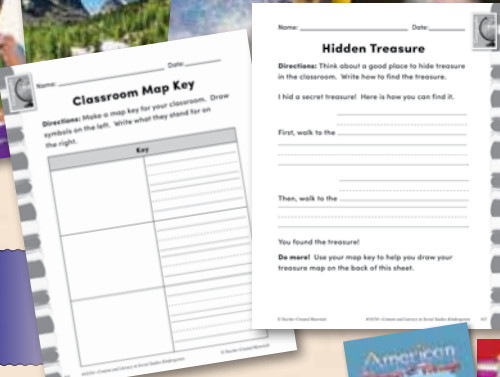 Name:
Date:
Classroom Map Key
Directions: Make a map key for your classroom. Draw
symbols on the left. Write what they stand for on
the right.
Key
Name:
Date:
Hidden Treasure
Directions: Think about a good place to hide treasure
in the classroom. Write how to find the treasure.
I hid a secret treasure! Here is how you can find it.
First, walk to the
Then, walk to the
You found the treasure!
Do more! Use your map key to help you draw your
treasure map on the back of this sheet.
© Teacher Created Materials
American